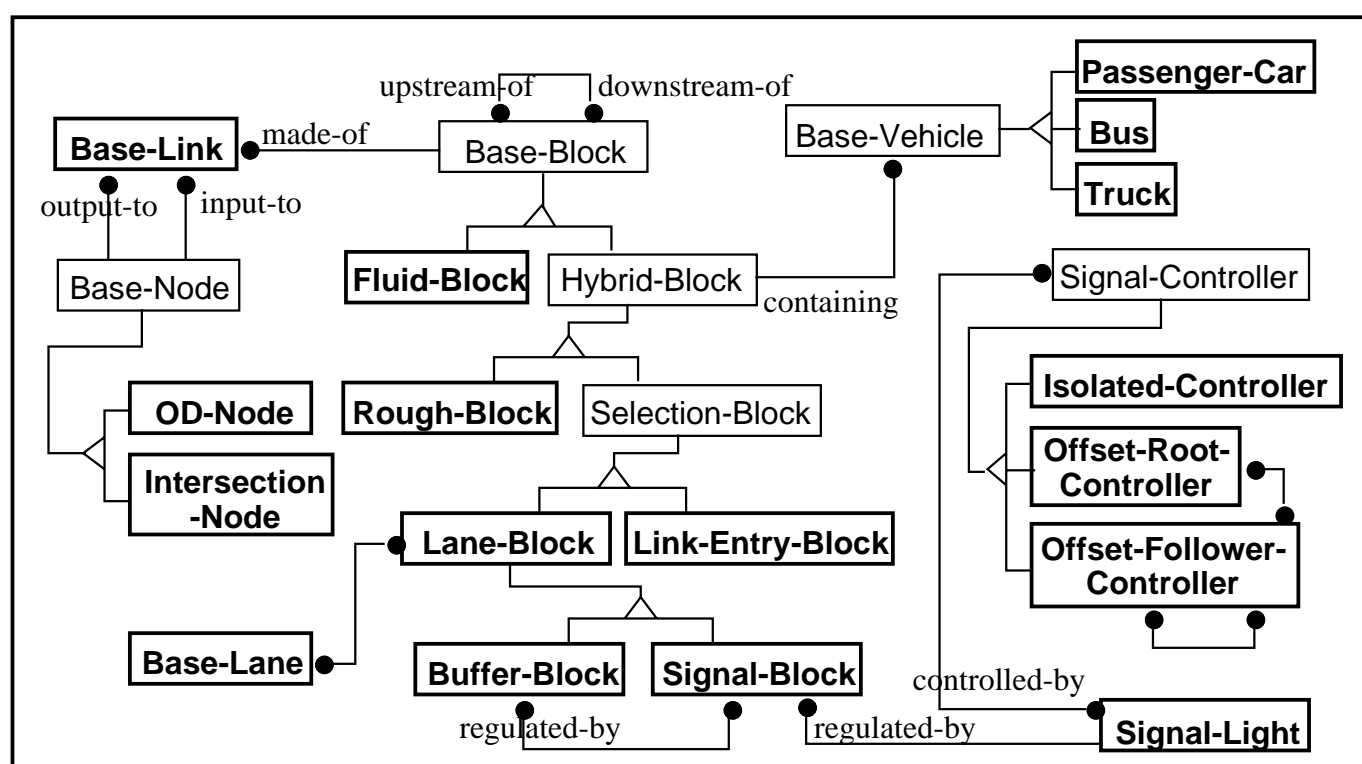 Passenger-Car
upstream-of
downstream-of
Base-Link
made-of
Base-Block
Base-Vehicle
Bus
Truck
output-to
input-to
Base-Node
Fluid-Block
Hybrid-Block
containing
Signal-Controller
OD-Node
Rough-Block
Selection-Block
Isolated-Controller
Intersection
-Node
Offset-Root-
Controller
Lane-Block
Link-Entry-Block
Offset-Follower-
Controller
Base-Lane
Buffer-Block
Signal-Block
controlled-by
regulated-by
regulated-by
Signal-Light